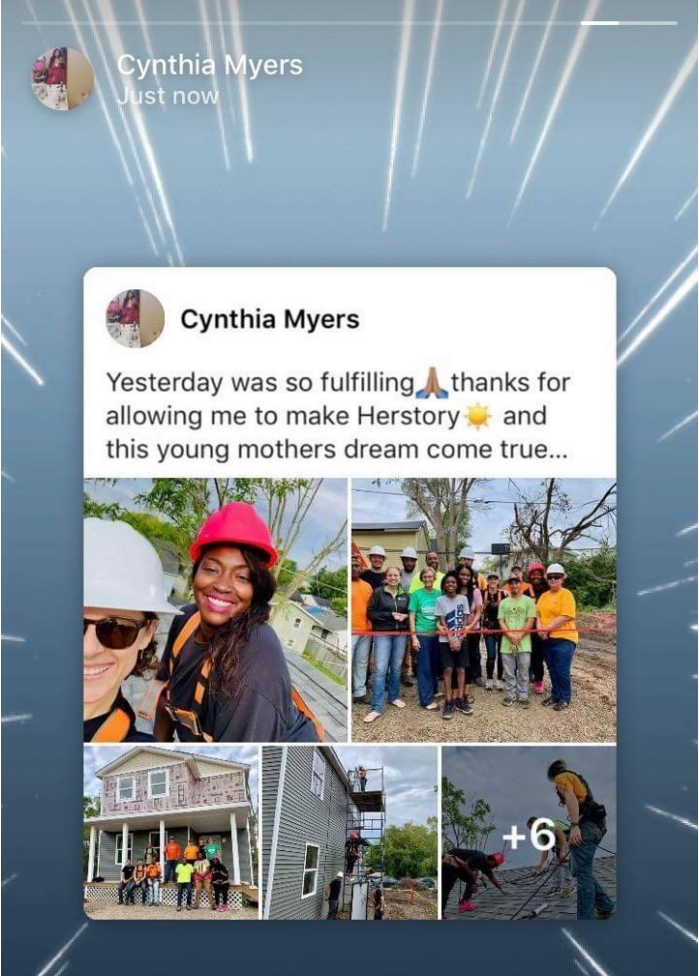 Cynthia Myers
Just now
Cynthia Myers
Yesterday was so fulfilling🙏🏽thanks for
allowing me to make Herstory☀️ and
this young mothers dream come true...
adidas
+6